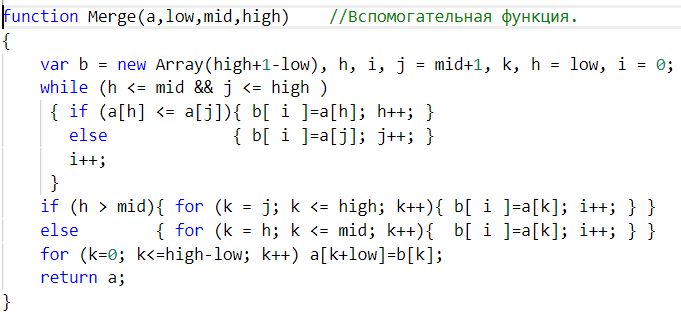 function Merge(a,low,mid,high)    //Вспомогательная функция.
{
    var b = new Array(high+1-low), h, i, j = mid+1, k, h = low, i = 0;
    while (h <= mid && j <= high )
     { if (a[h] <= a[j]){ b[ i ]=a[h]; h++; }
       else             { b[ i ]=a[j]; j++; }
       i++;
     }
    if (h > mid){ for (k = j; k <= high; k++){ b[ i ]=a[k]; i++; } }
    else        { for (k = h; k <= mid; k++){  b[ i ]=a[k]; i++; } }
    for (k=0; k<=high-low; k++) a[k+low]=b[k];
    return a;
}